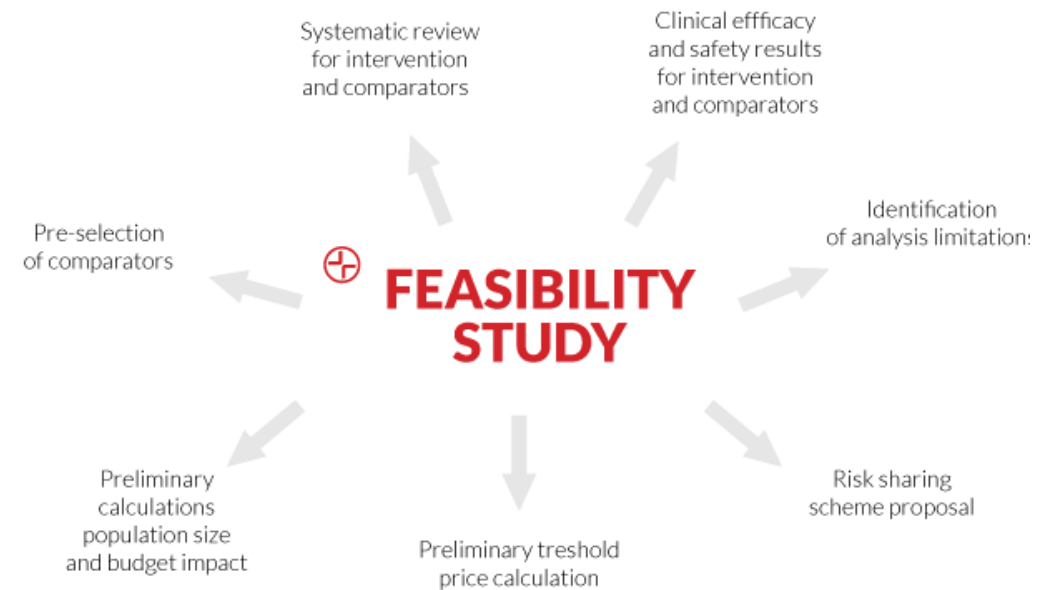 Systematic review
for intervention
and comparators
Clinical effficacy
and safety results
for intervention
and comparators
Pre-selection
of comparators
Identification
of analysis limitations
FEASIBILITY
STUDY
Preliminary
calculations
population size
and budget impact
Preliminary treshold
price calculation
Risk sharing
scheme proposal